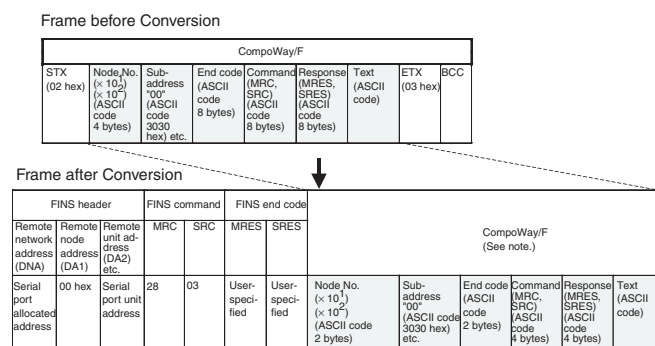 Frame before Conversion
CompoWay/F
STX
(02 hex)
Node No.
(× 10¹)
(× 10²)
(ASCII
code
4 bytes)
Sub-
address
"00"
(ASCII
code
3030
hex) etc.
End code
(ASCII
code
8 bytes)
Command
(MRC,
SRC)
(ASCII
code
8 bytes)
Response
(MRES,
SRES)
(ASCII
code
8 bytes)
Text
(ASCII
code)
ETX
(03 hex)
BCC
Frame after Conversion
FINS header
FINS command
FINS end code
CompoWay/F
(See note.)
Remote
network
address
(DNA)
Remote
node
address
(DA1)
Remote
unit ad-
dress
(DA2)
etc.
MRC
SRC
MRES
SRES
Serial
port
allocated
address
00 hex
Serial
port unit
address
28
03
User-
speci-
fied
User-
speci-
fied
Node No.
(× 10¹)
(× 10²)
(ASCII code
2 bytes)
Sub-
address
"00"
(ASCII code
3030 hex)
etc.
End code
(ASCII
code
2 bytes)
Command
(MRC,
SRC)
(ASCII
code
4 bytes)
Response
(MRES,
SRES)
(ASCII
code
4 bytes)
Text
(ASCII
code)